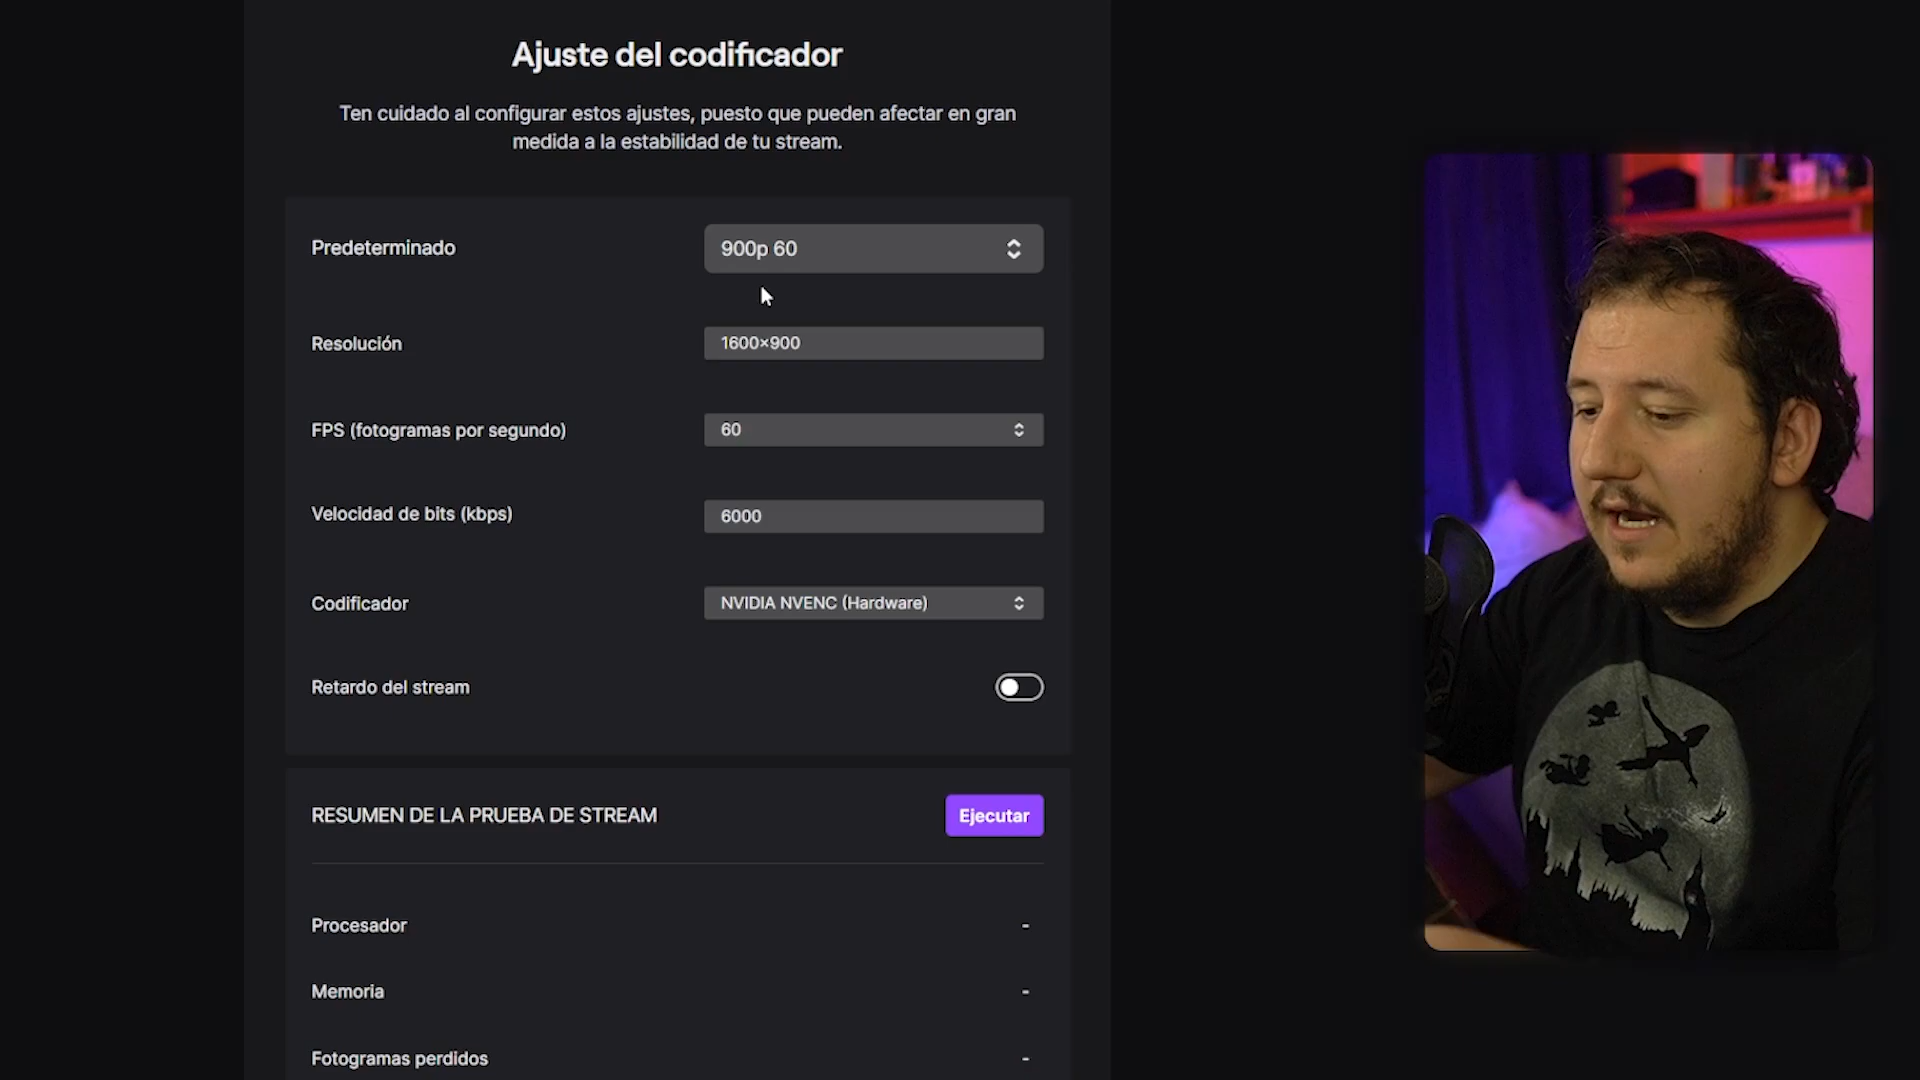 Ajuste del codificador
Ten cuidado al configurar estos ajustes, puesto que pueden afectar en gran
medida a la estabilidad de tu stream.
Predeterminado
900p 60
Resolución
1600×900
FPS (fotogramas por segundo)
60
Velocidad de bits (kbps)
6000
Codificador
NVIDIA NVENC (Hardware)
Retardo del stream
RESUMEN DE LA PRUEBA DE STREAM
Ejecutar
Procesador
-
Memoria
-
Fotogramas perdidos
-